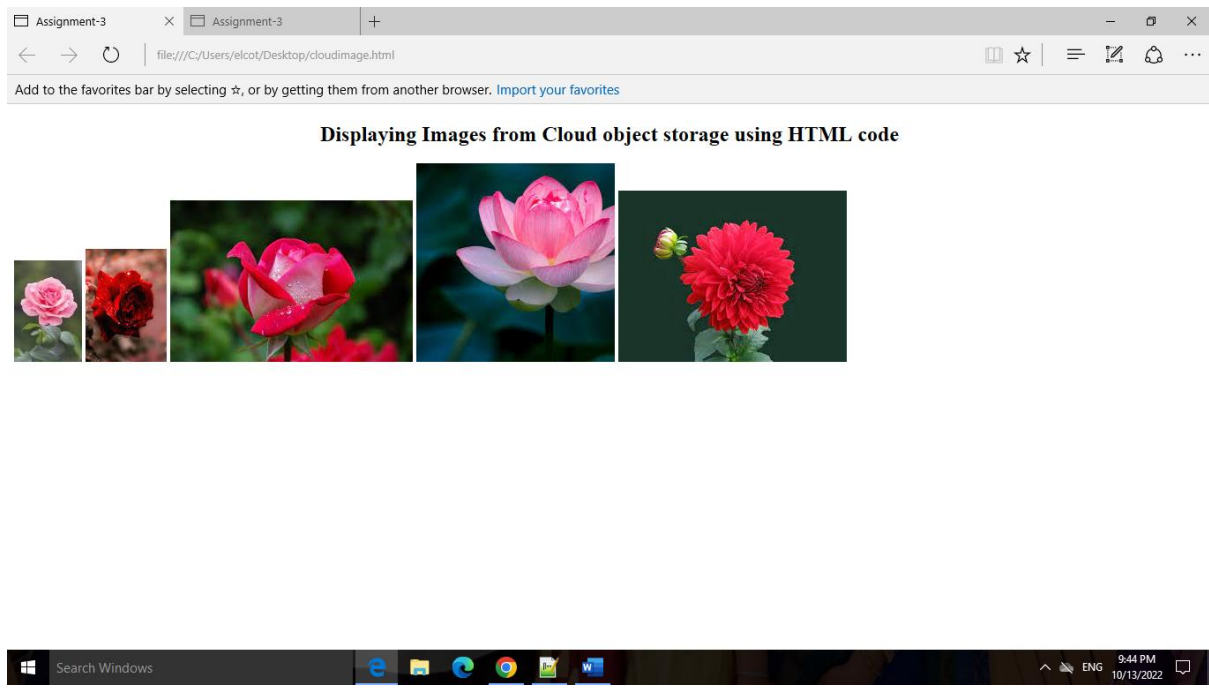 Assignment-3
Assignment-3
file:///C:/Users/elcot/Desktop/cloudimage.html
Add to the favorites bar by selecting ☆, or by getting them from another browser. Import your favorites
Displaying Images from Cloud object storage using HTML code
Search Windows
ENG
9:44 PM
10/13/2022